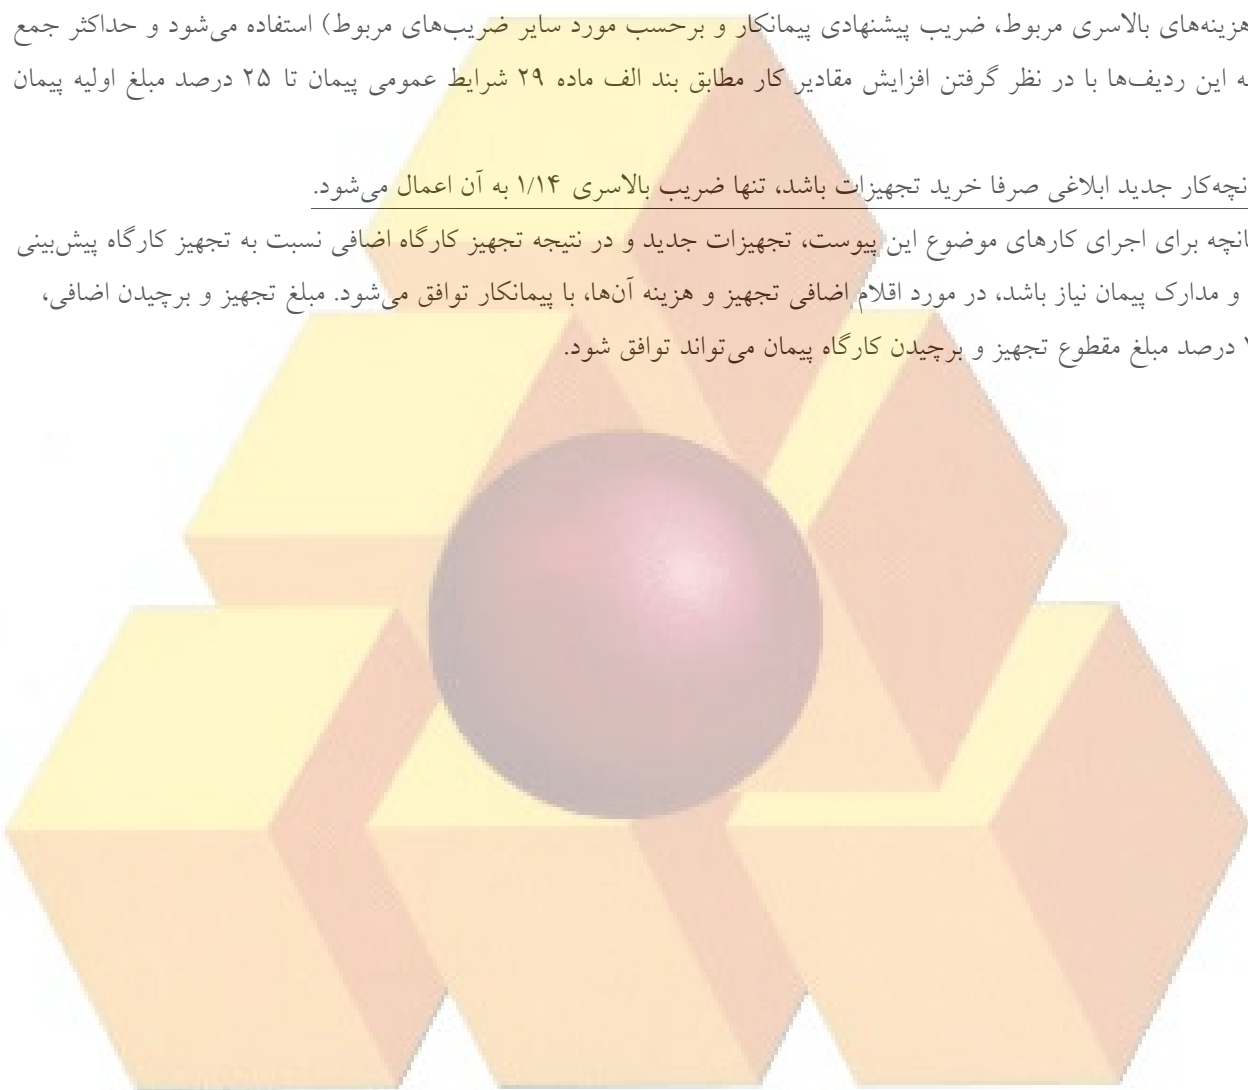 هزینه‌های بالاسری مربوط، ضریب پیشنهادی پیمانکار و برحسب مورد سایر ضریب‌های مربوط) استفاده می‌شود و حداکثر جمع
این ردیف‌ها با در نظر گرفتن افزایش مقادیر کار مطابق بند الف ماده ۲۹ شرایط عمومی پیمان تا ۲۵ درصد مبلغ اولیه پیمان
نچه‌کار جدید ابلاغی صرفا خرید تجهیزات باشد، تنها ضریب بالاسری ۱/۱۴ به آن اعمال می‌شود.
انچه برای اجرای کارهای موضوع این پیوست، تجهیزات جدید و در نتیجه تجهیز کارگاه اضافی نسبت به تجهیز کارگاه پیش‌بینی
و مدارک پیمان نیاز باشد، در مورد اقلام اضافی تجهیز و هزینه آن‌ها، با پیمانکار توافق می‌شود. مبلغ تجهیز و برچیدن اضافی،
درصد مبلغ مقطوع تجهیز و برچیدن کارگاه پیمان می‌تواند توافق شود.